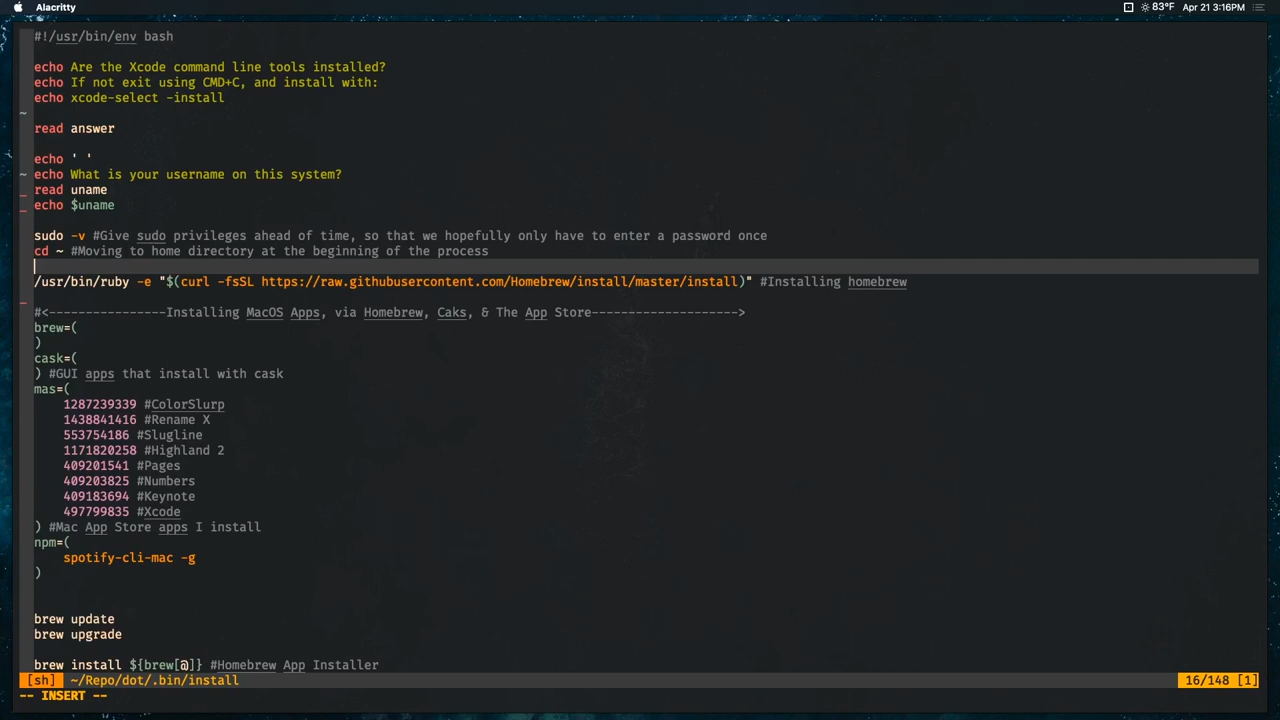 Alacritty
83°F Apr 21 3:16PM
#!/usr/bin/env bash
echo Are the Xcode command line tools installed?
echo If not exit using CMD+C, and install with:
echo xcode-select -install
~
read answer
echo ' '
~ echo What is your username on this system?
_ read uname
_ echo $uname
sudo -v #Give sudo privileges ahead of time, so that we hopefully only have to enter a password once
cd ~ #Moving to home directory at the beginning of the process
/usr/bin/ruby -e "$(curl -fsSL https://raw.githubusercontent.com/Homebrew/install/master/install)" #Installing homebrew
_
#<----------------Installing MacOS Apps, via Homebrew, Caks, & The App Store-------------------->
brew=(
)
cask=(
) #GUI apps that install with cask
mas=(
1287239339 #ColorSlurp
1438841416 #Rename X
553754186 #Slugline
1171820258 #Highland 2
409201541 #Pages
409203825 #Numbers
409183694 #Keynote
497799835 #Xcode
) #Mac App Store apps I install
npm=(
spotify-cli-mac -g
)
brew update
brew upgrade
brew install ${brew[@]} #Homebrew App Installer
[sh] ~/Repo/dot/.bin/install 16/148 [1]
-- INSERT --